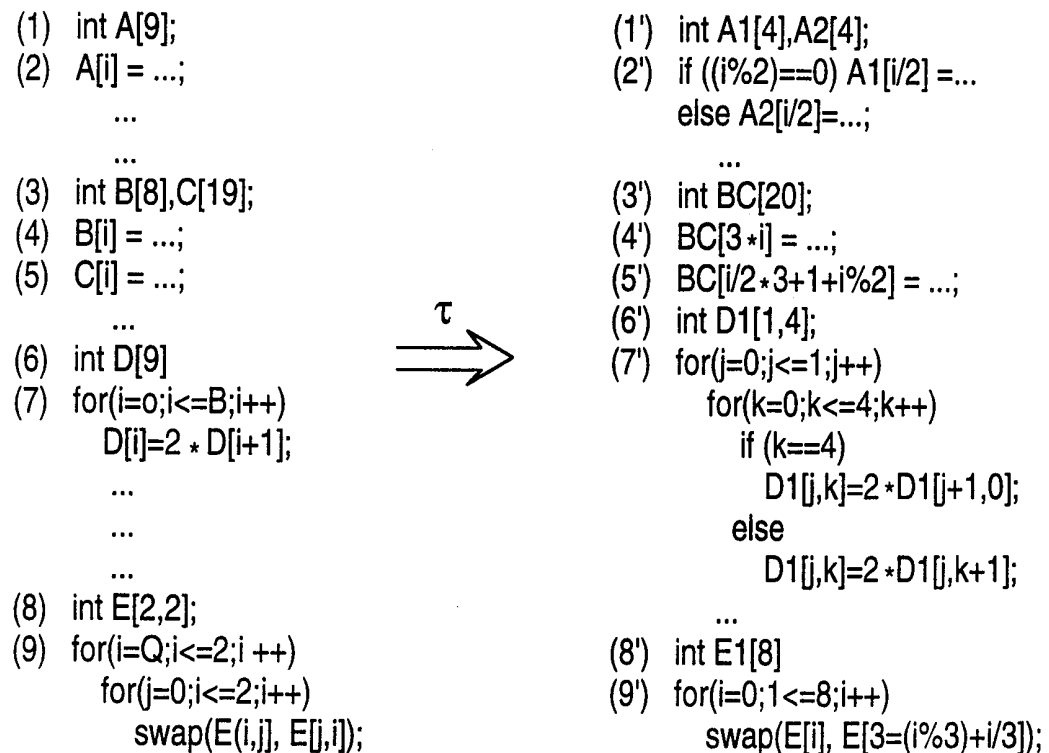 (1) int A[9];
(2) A[i] = ...;
...
...
(3) int B[8],C[19];
(4) B[i] = ...;
(5) C[i] = ...;
...
(6) int D[9]
(7) for(i=o;i<=B;i++)
D[i]=2 * D[i+1];
...
...
...
(8) int E[2,2];
(9) for(i=Q;i<=2;i ++)
for(j=0;i<=2;i++)
swap(E(i,j], E[j,i]);
τ
(1') int A1[4],A2[4];
(2') if ((i%2)==0) A1[i/2] =...
else A2[i/2]=...;
...
(3') int BC[20];
(4') BC[3*i] = ...;
(5') BC[i/2*3+1+i%2] = ...;
(6') int D1[1,4];
(7') for(j=0;j<=1;j++)
for(k=0;k<=4;k++)
if (k==4)
D1[j,k]=2*D1[j+1,0];
else
D1[j,k]=2*D1[j,k+1];
...
(8') int E1[8]
(9') for(i=0;1<=8;i++)
swap(E[i], E[3=(i%3)+i/3]);